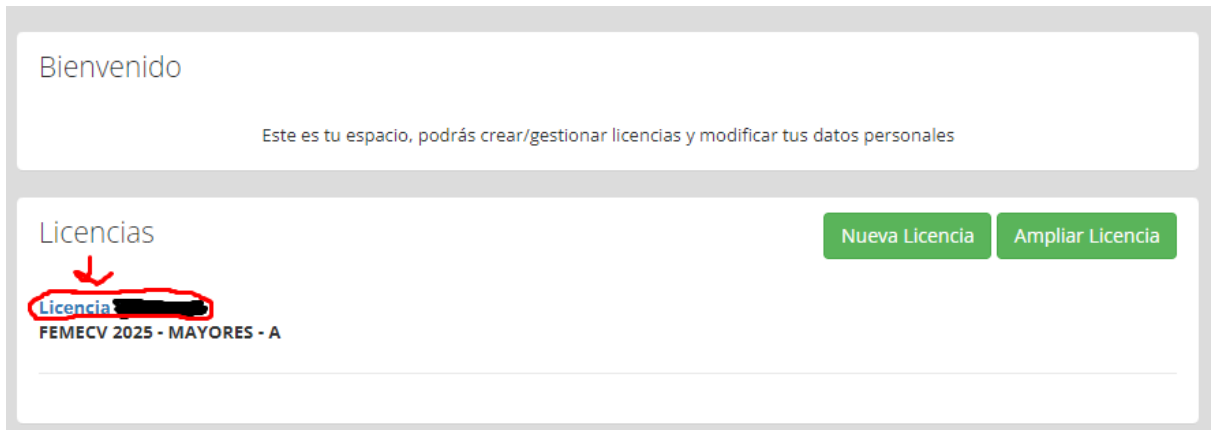 Bienvenido
Este es tu espacio, podrás crear/gestionar licencias y modificar tus datos personales
Licencias
Nueva Licencia
Ampliar Licencia
Licencia
FEMECV 2025 - MAYORES - A